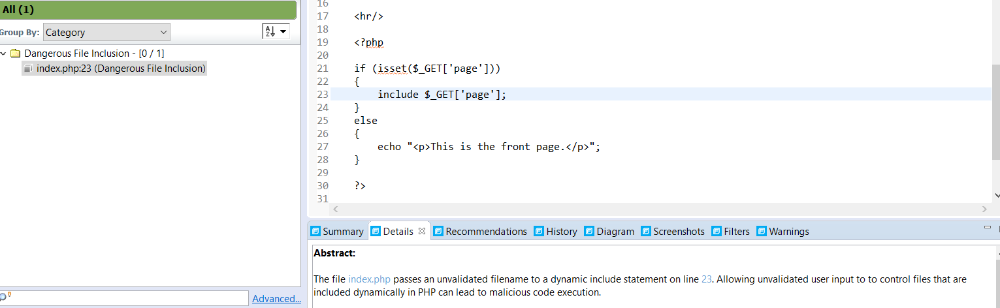 All (1)
Group By: Category
Dangerous File Inclusion - [0 / 1]
index.php:23 (Dangerous File Inclusion)
Advanced...
16
17 <hr/>
18
19 <?php
20
21 if (isset($_GET['page']))
22 {
23 include $_GET['page'];
24 }
25 else
26 {
27 echo "<p>This is the front page.</p>";
28 }
29
30 ?>
31
Summary Details Recommendations History Diagram Screenshots Filters Warnings
Abstract:
The file index.php passes an unvalidated filename to a dynamic include statement on line 23. Allowing unvalidated user input to to control files that are
included dynamically in PHP can lead to malicious code execution.